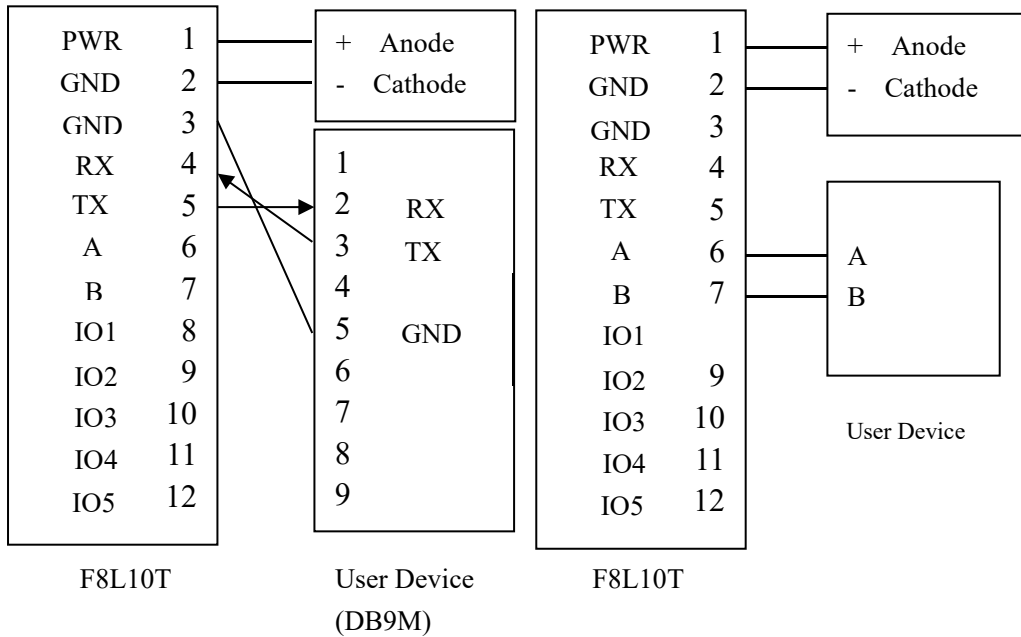 PWR 1
GND 2
GND 3
RX 4
TX 5
A 6
B 7
IO1 8
IO2 9
IO3 10
IO4 11
IO5 12
F8L10T
+ Anode
- Cathode
1
2 RX
3 TX
4
5 GND
6
7
8
9
User Device
(DB9M)
PWR 1
GND 2
GND 3
RX 4
TX 5
A 6
B 7
IO1
IO2 9
IO3 10
IO4 11
IO5 12
F8L10T
+ Anode
- Cathode
A
B
User Device